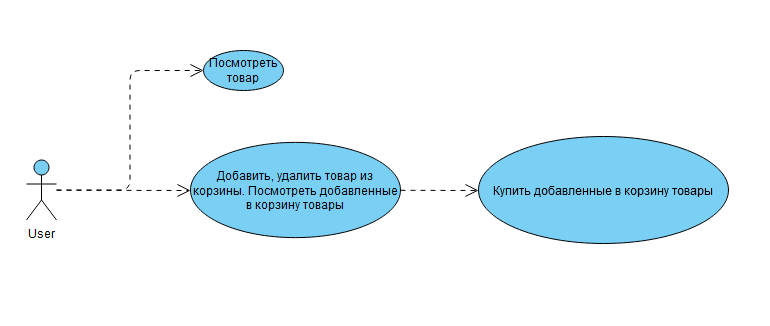 Посмотреть
товар
Добавить, удалить товар из
корзины. Посмотреть добавленные
в корзину товары
Купить добавленные в корзину товары
User